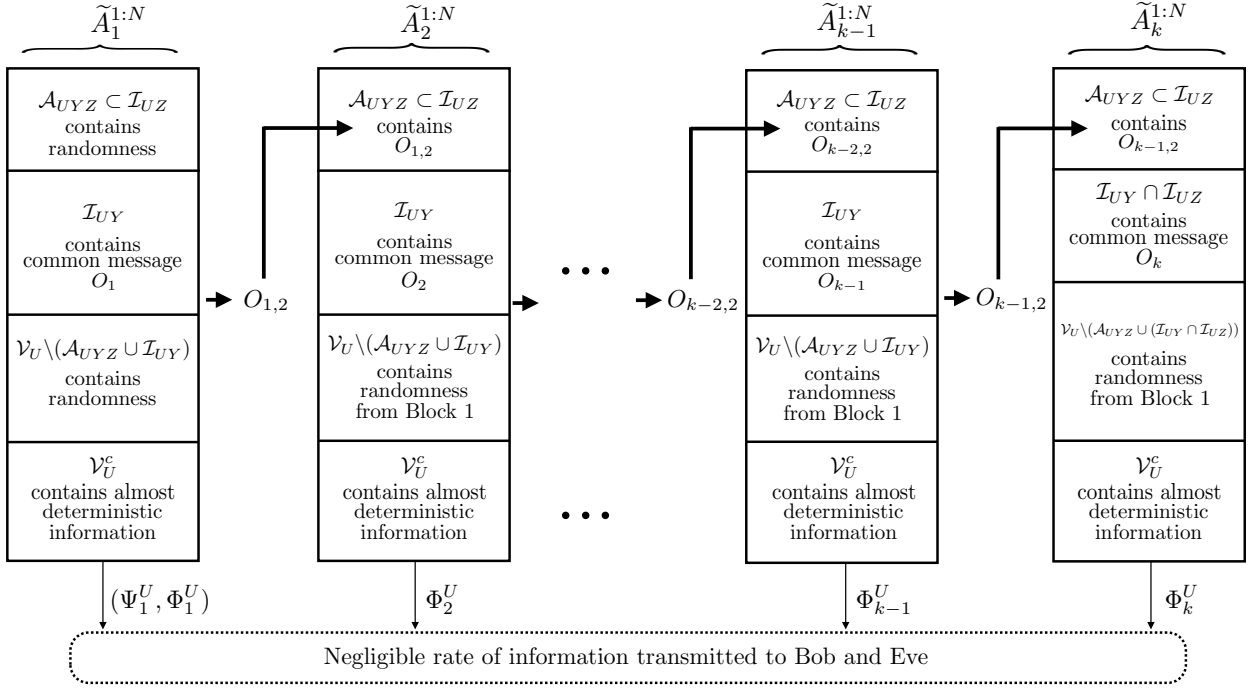 Ã₁^{1:N}
𝒜_{UYZ} ⊂ ℐ_{UZ}
contains
randomness
ℐ_{UY}
contains
common message
O₁
𝒱_U\(𝒜_{UYZ} ∪ ℐ_{UY})
contains
randomness
𝒱_U^c
contains almost
deterministic
information
(Ψ₁^U, Φ₁^U)
O_{1,2}
Ã₂^{1:N}
𝒜_{UYZ} ⊂ ℐ_{UZ}
contains
O_{1,2}
ℐ_{UY}
contains
common message
O₂
𝒱_U\(𝒜_{UYZ} ∪ ℐ_{UY})
contains
randomness
from Block 1
𝒱_U^c
contains almost
deterministic
information
Φ₂^U
• • •
• • •
O_{k−2,2}
Ã_{k−1}^{1:N}
𝒜_{UYZ} ⊂ ℐ_{UZ}
contains
O_{k−2,2}
ℐ_{UY}
contains
common message
O_{k−1}
𝒱_U\(𝒜_{UYZ} ∪ ℐ_{UY})
contains
randomness
from Block 1
𝒱_U^c
contains almost
deterministic
information
Φ_{k−1}^U
O_{k−1,2}
Ã_k^{1:N}
𝒜_{UYZ} ⊂ ℐ_{UZ}
contains
O_{k−1,2}
ℐ_{UY} ∩ ℐ_{UZ}
contains
common message
O_k
𝒱_U\(𝒜_{UYZ} ∪ (ℐ_{UY} ∩ ℐ_{UZ}))
contains
randomness
from Block 1
𝒱_U^c
contains almost
deterministic
information
Φ_k^U
Negligible rate of information transmitted to Bob and Eve